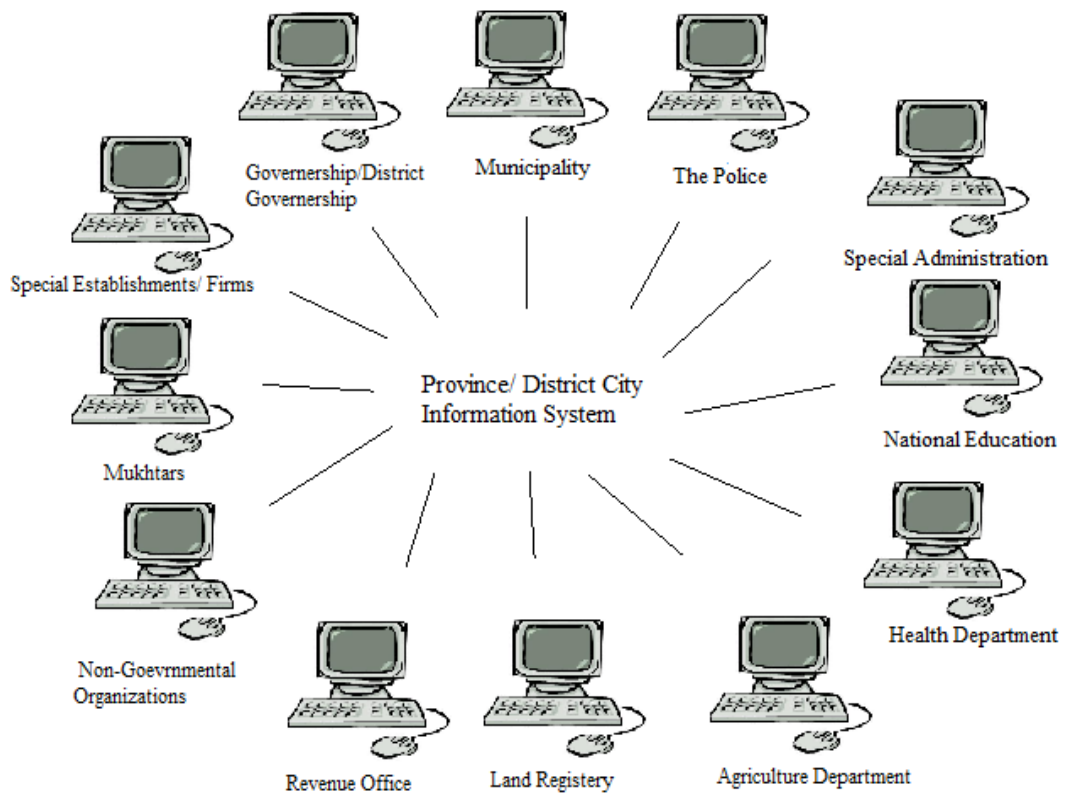 Governership/District
Governership
Municipality
The Police
Special Administration
Special Establishments/ Firms
Province/ District City
Information System
National Education
Mukhtars
Health Department
Non-Goevrnmental
Organizations
Revenue Office
Land Registery
Agriculture Department